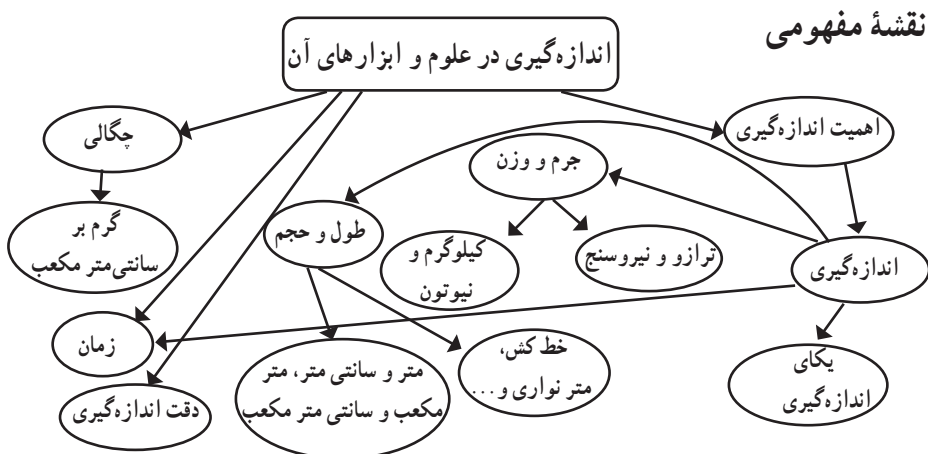 نقشهٔ مفهومی
اندازه‌گیری در علوم و ابزارهای آن
اهمیت اندازه‌گیری
چگالی
جرم و وزن
گرم بر
سانتی‌متر مکعب
طول و حجم
کیلوگرم و
نیوتون
ترازو و نیروسنج
اندازه‌گیری
زمان
خط کش،
متر نواری و...
یکای
اندازه‌گیری
متر و سانتی متر، متر
مکعب و سانتی متر مکعب
دقت اندازه‌گیری